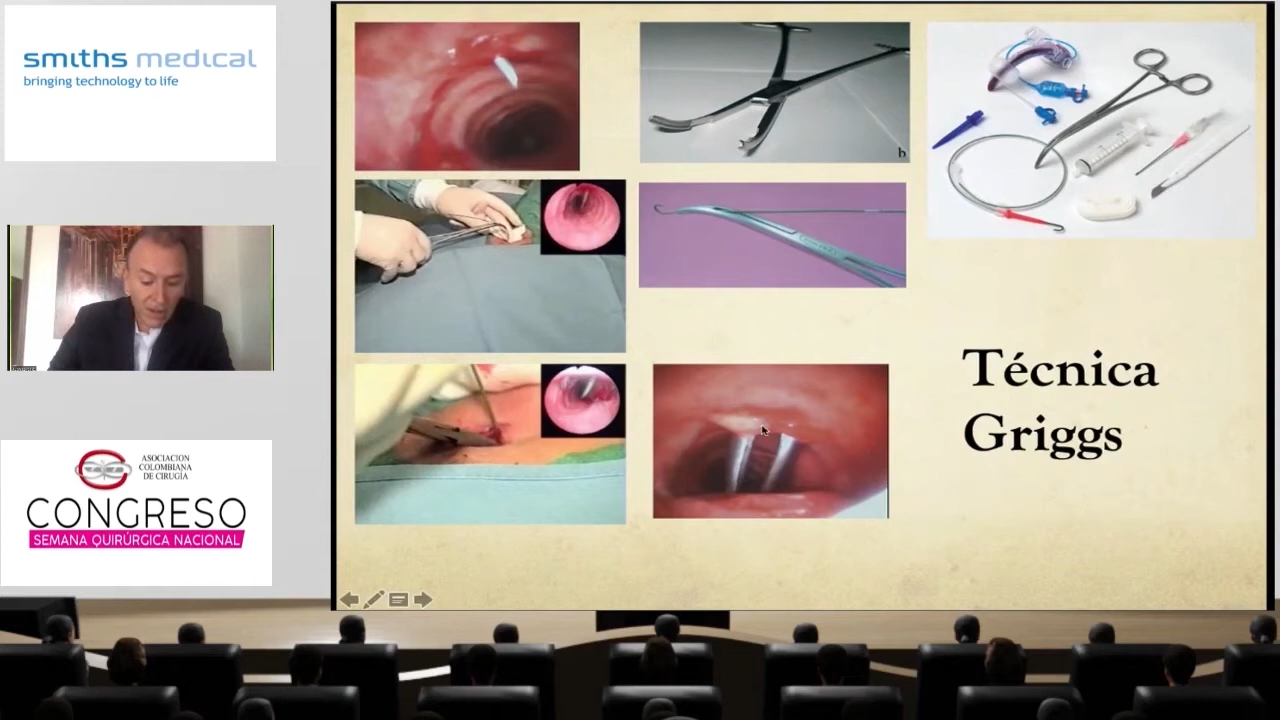 smiths medical
bringing technology to life
ASOCIACION
COLOMBIANA
DE CIRUGÍA
CONGRESO
SEMANA QUIRÚRGICA NACIONAL
b
Técnica
Griggs